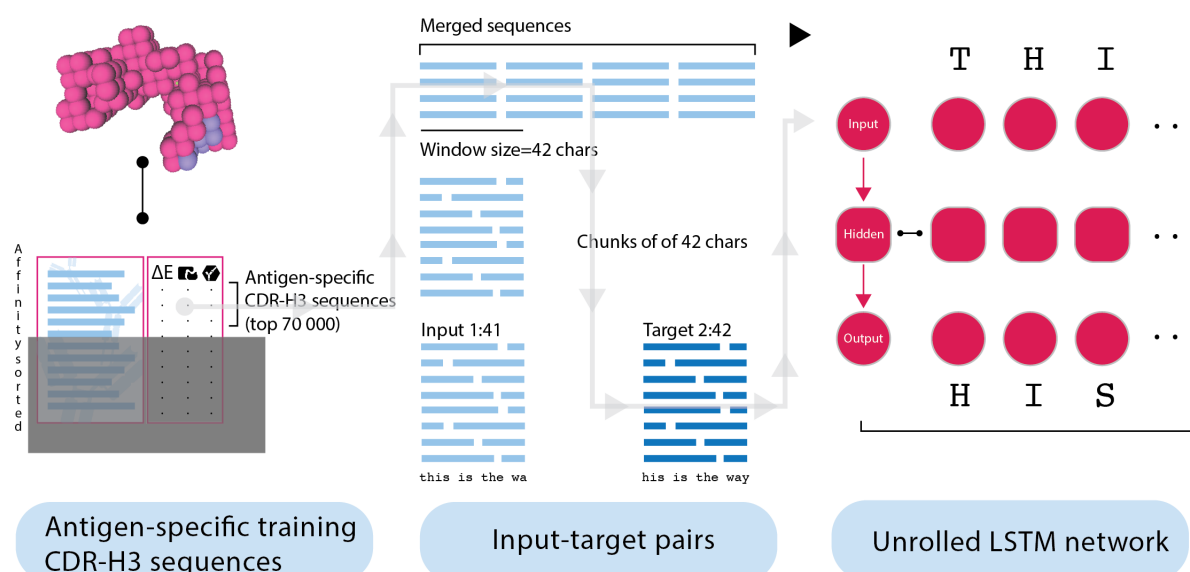 Affinity sorted
ΔE
Antigen-specific
CDR-H3 sequences
(top 70 000)
Antigen-specific training
CDR-H3 sequences
Merged sequences
Window size=42 chars
Chunks of of 42 chars
Input 1:41
Target 2:42
this is the wa
his is the way
Input-target pairs
T H I
Input
. .
Hidden
. .
Output
. .
H I S
Unrolled LSTM network